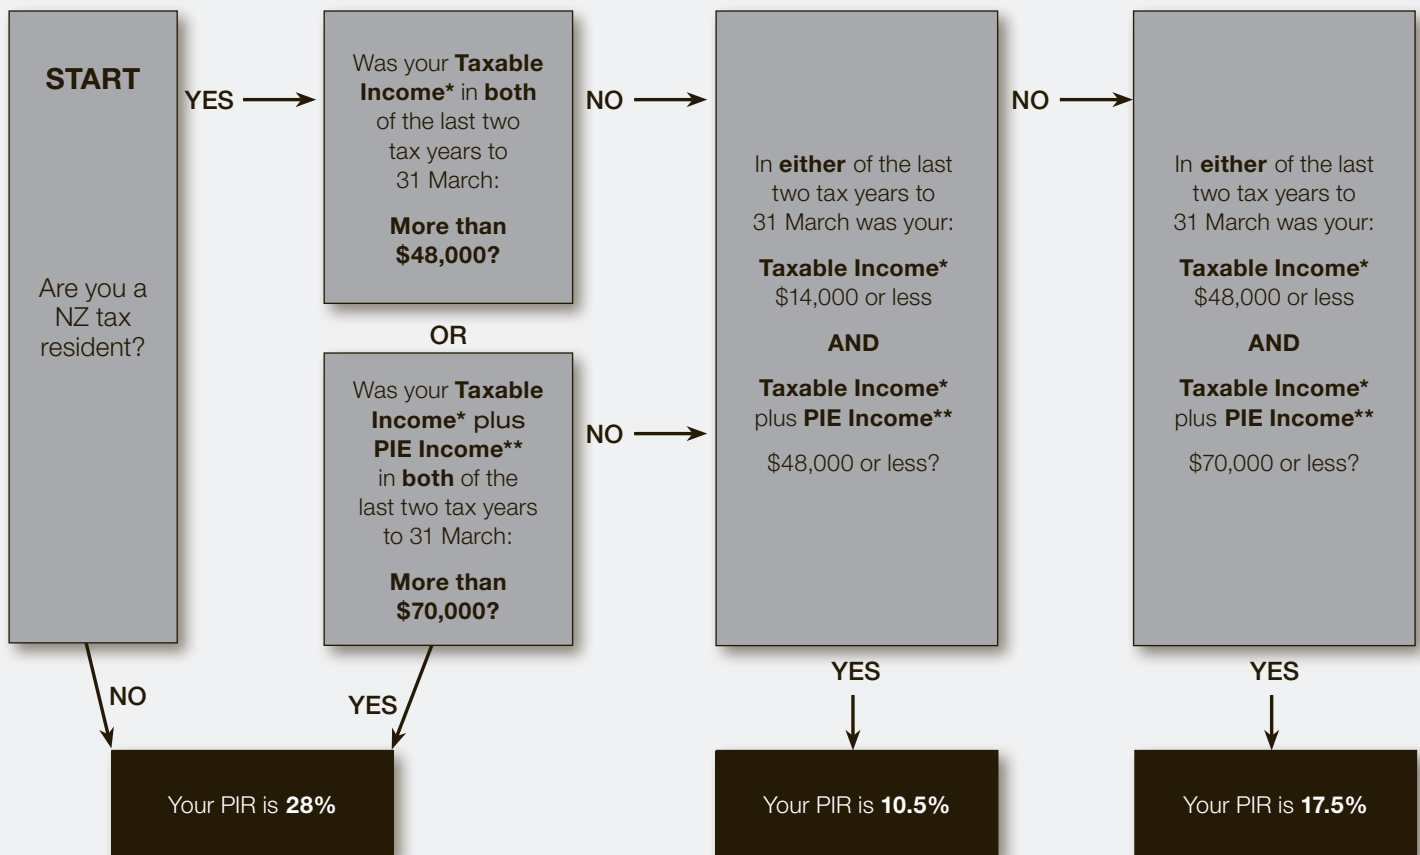 START
Are you a
NZ tax
resident?
YES
NO
Was your Taxable
Income* in both
of the last two
tax years to
31 March:
More than
$48,000?
OR
Was your Taxable
Income* plus
PIE Income**
in both of the
last two tax years
to 31 March:
More than
$70,000?
NO
NO
YES
Your PIR is 28%
In either of the last
two tax years to
31 March was your:
Taxable Income*
$14,000 or less
AND
Taxable Income*
plus PIE Income**
$48,000 or less?
NO
YES
Your PIR is 10.5%
In either of the last
two tax years to
31 March was your:
Taxable Income*
$48,000 or less
AND
Taxable Income*
plus PIE Income**
$70,000 or less?
YES
Your PIR is 17.5%